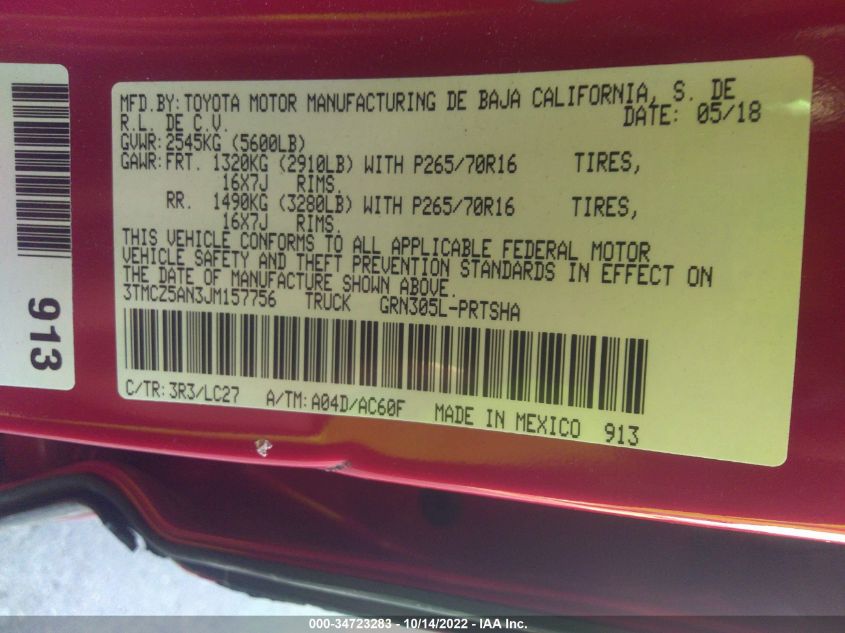 MFD.BY: TOYOTA MOTOR MANUFACTURING DE BAJA CALIFORNIA, S. DE
R.L. DE C.V. DATE: 05/18
GVWR: 2545KG (5600LB)
GAWR: FRT. 1320KG (2910LB) WITH P265/70R16 TIRES,
16X7J RIMS.
RR. 1490KG (3280LB) WITH P265/70R16 TIRES,
16X7J RIMS.
THIS VEHICLE CONFORMS TO ALL APPLICABLE FEDERAL MOTOR
VEHICLE SAFETY AND THEFT PREVENTION STANDARDS IN EFFECT ON
THE DATE OF MANUFACTURE SHOWN ABOVE.
3TMCZ5AN3JM157756 TRUCK GRN305L-PRTSHA
C/TR: 3R3/LC27 A/TM: A04D/AC60F MADE IN MEXICO 913
913
000-34723283 - 10/14/2022 - IAA Inc.